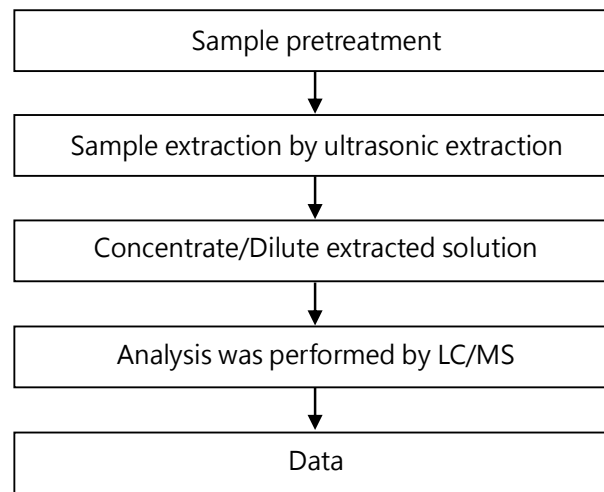 Sample pretreatment
Sample extraction by ultrasonic extraction
Concentrate/Dilute extracted solution
Analysis was performed by LC/MS
Data